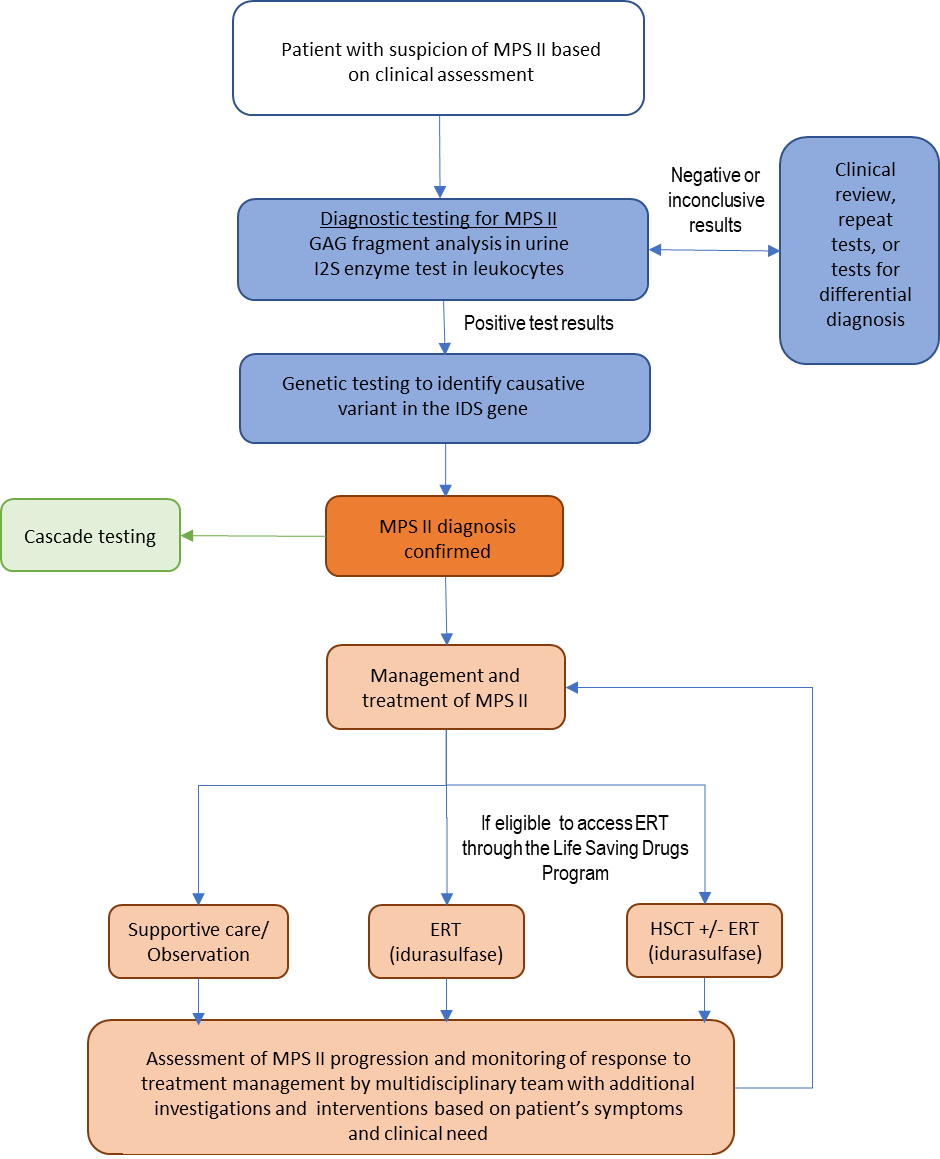 Patient with suspicion of MPS II based
on clinical assessment
Diagnostic testing for MPS II
GAG fragment analysis in urine
I2S enzyme test in leukocytes
Negative or
inconclusive
results
Clinical
review,
repeat
tests, or
tests for
differential
diagnosis
Positive test results
Genetic testing to identify causative
variant in the IDS gene
Cascade testing
MPS II diagnosis
confirmed
Management and
treatment of MPS II
If eligible to access ERT
through the Life Saving Drugs
Program
Supportive care/
Observation
ERT
(idurasulfase)
HSCT +/- ERT
(idurasulfase)
Assessment of MPS II progression and monitoring of response to
treatment management by multidisciplinary team with additional
investigations and interventions based on patient's symptoms
and clinical need